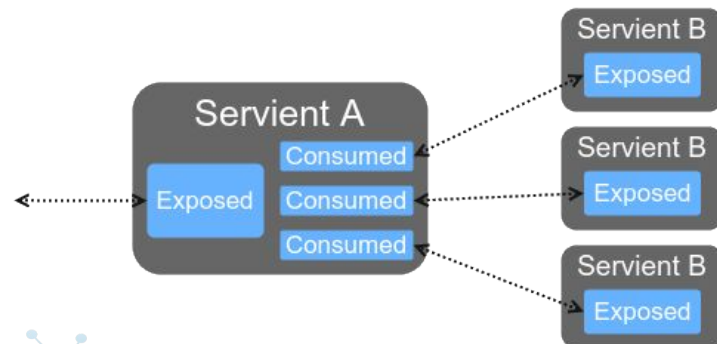 Servient A
Exposed
Consumed
Consumed
Consumed
Servient B
Exposed
Servient B
Exposed
Servient B
Exposed